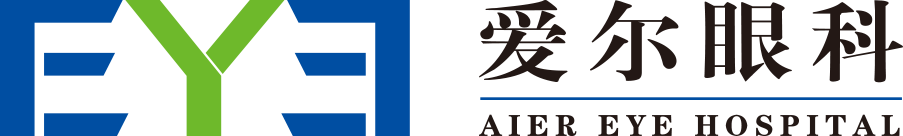 EYE
爱尔眼科
AIER EYE HOSPITAL